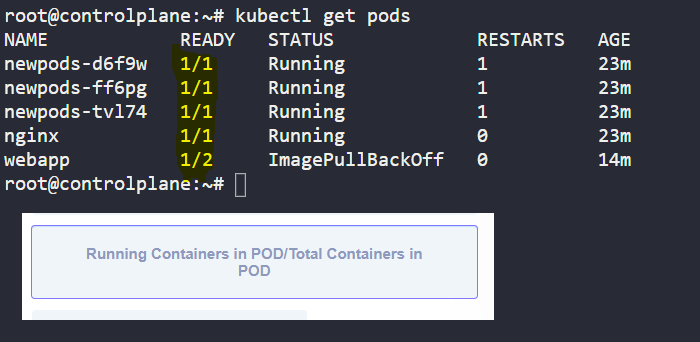 root@controlplane:~# kubectl get pods
NAME READY STATUS RESTARTS AGE
newpods-d6f9w 1/1 Running 1 23m
newpods-ff6pg 1/1 Running 1 23m
newpods-tvl74 1/1 Running 1 23m
nginx 1/1 Running 0 23m
webapp 1/2 ImagePullBackOff 0 14m
root@controlplane:~#
Running Containers in POD/Total Containers in
POD